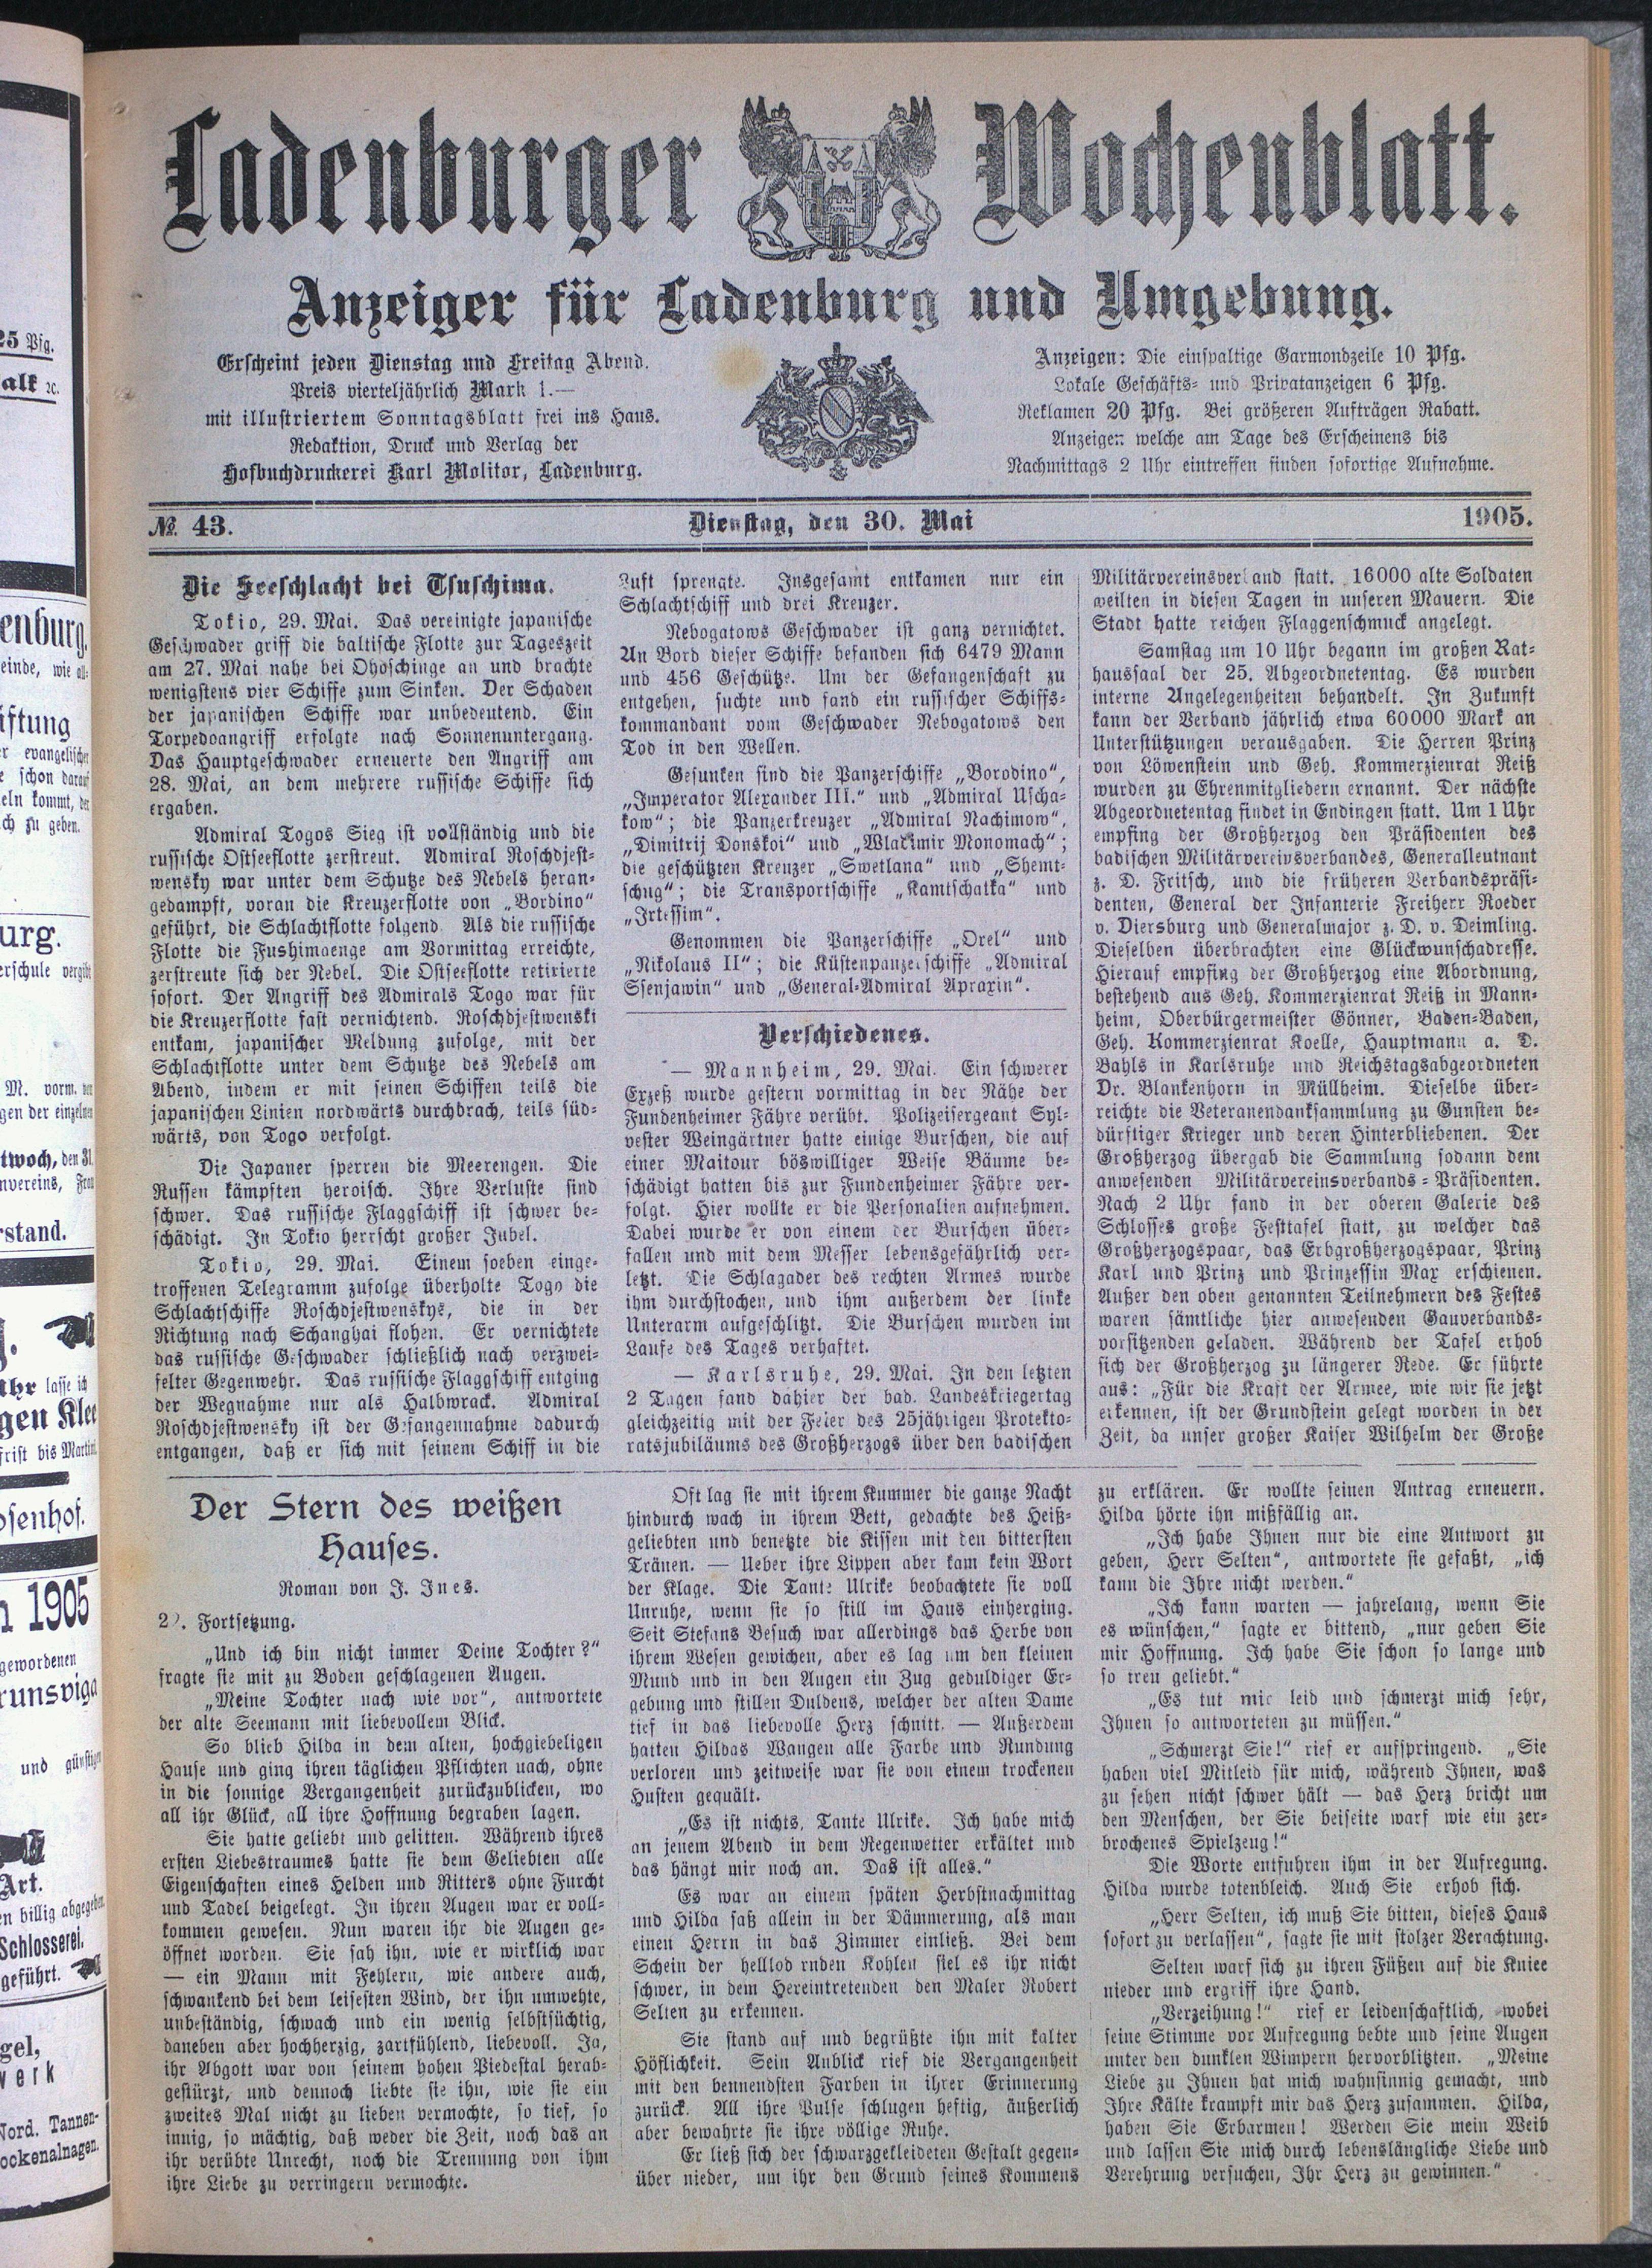 Ladenburger Wochenblatt.
Anzeiger für Ladenburg und Umgebung.
Erscheint jeden Dienstag und Freitag Abend.
Preis vierteljährlich Mark 1.—
mit illustriertem Sonntagsblatt frei ins Haus.
Redaktion, Druck und Verlag der
Hofbuchdruckerei Karl Molitor, Ladenburg.
Anzeigen: Die einspaltige Garmondzeile 10 Pfg.
Lokale Geschäfts- und Privatanzeigen 6 Pfg.
Reklamen 20 Pfg. Bei größeren Aufträgen Rabatt.
Anzeigen welche am Tage des Erscheinens bis
Nachmittags 2 Uhr eintreffen finden sofortige Aufnahme.
№. 43.
Dienstag, den 30. Mai
1905.
Die Seeschlacht bei Tsuschima.
Tokio, 29. Mai. Das vereinigte japanische
Geschwader griff die baltische Flotte zur Tageszeit
am 27. Mai nahe bei Ohoschinge an und brachte
wenigstens vier Schiffe zum Sinken. Der Schaden
der japanischen Schiffe war unbedeutend. Ein
Torpedoangriff erfolgte nach Sonnenuntergang.
Das Hauptgeschwader erneuerte den Angriff am
28. Mai, an dem mehrere russische Schiffe sich
ergaben.
Admiral Togos Sieg ist vollständig und die
russische Ostseeflotte zerstreut. Admiral Roschdjest-
wensky war unter dem Schutze des Nebels heran-
gedampft, voran die Kreuzerflotte von „Bordino“
geführt, die Schlachtflotte folgend. Als die russische
Flotte die Fushimaenge am Vormittag erreichte,
zerstreute sich der Nebel. Die Ostseeflotte retirierte
sofort. Der Angriff des Admirals Togo war für
die Kreuzerflotte fast vernichtend. Roschdjestwenski
entkam, japanischer Meldung zufolge, mit der
Schlachtflotte unter dem Schutze des Nebels am
Abend, indem er mit seinen Schiffen teils die
japanischen Linien nordwärts durchbrach, teils süd-
wärts, von Togo verfolgt.
Die Japaner sperren die Meerengen. Die
Russen kämpften heroisch. Ihre Verluste sind
schwer. Das russische Flaggschiff ist schwer be-
schädigt. In Tokio herrscht großer Jubel.
Tokio, 29. Mai. Einem soeben einge-
troffenen Telegramm zufolge überholte Togo die
Schlachtschiffe Roschdjestwenskys, die in der
Richtung nach Schanghai flohen. Er vernichtete
das russische Geschwader schließlich nach verzwei-
felter Gegenwehr. Das russische Flaggschiff entging
der Wegnahme nur als Halbwrack. Admiral
Roschdjestwensky ist der Gefangennahme dadurch
entgangen, daß er sich mit seinem Schiff in die
Luft sprengte. Insgesamt entkamen nur ein
Schlachtschiff und drei Kreuzer.
Nebogatows Geschwader ist ganz vernichtet.
An Bord dieser Schiffe befanden sich 6479 Mann
und 456 Geschütze. Um der Gefangenschaft zu
entgehen, suchte und fand ein russischer Schiffs-
kommandant vom Geschwader Nebogatows den
Tod in den Wellen.
Gesunken sind die Panzerschiffe „Borodino“,
„Imperator Alexander III.“ und „Admiral Uscha-
kow“; die Panzerkreuzer „Admiral Nachimow“,
„Dimitrij Donskoi“ und „Wladimir Monomach“;
die geschützten Kreuzer „Swetlana“ und „Shemt-
schug“; die Transportschiffe „Kamtschatka“ und
„Irtessim“.
Genommen die Panzerschiffe „Orel“ und
„Nikolaus II“; die Küstenpanzerschiffe „Admiral
Ssenjawin“ und „General-Admiral Apraxin“.
Verschiedenes.
— Mannheim, 29. Mai. Ein schwerer
Exzeß wurde gestern vormittag in der Nähe der
Fundenheimer Fähre verübt. Polizeisergeant Syl-
vester Weingärtner hatte einige Burschen, die auf
einer Maitour böswilliger Weise Bäume be-
schädigt hatten bis zur Fundenheimer Fähre ver-
folgt. Hier wollte er die Personalien aufnehmen.
Dabei wurde er von einem der Burschen über-
fallen und mit dem Messer lebensgefährlich ver-
letzt. Die Schlagader des rechten Armes wurde
ihm durchstochen, und ihm außerdem der linke
Unterarm aufgeschlitzt. Die Burschen wurden im
Laufe des Tages verhaftet.
— Karlsruhe, 29. Mai. In den letzten
2 Tagen fand dahier der bad. Landeskriegertag
gleichzeitig mit der Feier des 25jährigen Protekto-
ratsjubiläums des Großherzogs über den badischen
Militärvereinsverband statt. 16000 alte Soldaten
weilten in diesen Tagen in unseren Mauern. Die
Stadt hatte reichen Flaggenschmuck angelegt.
Samstag um 10 Uhr begann im großen Rat-
haussaal der 25. Abgeordnetentag. Es wurden
interne Angelegenheiten behandelt. In Zukunft
kann der Verband jährlich etwa 60000 Mark an
Unterstützungen verausgaben. Die Herren Prinz
von Löwenstein und Geh. Kommerzienrat Reiß
wurden zu Ehrenmitgliedern ernannt. Der nächste
Abgeordnetentag findet in Endingen statt. Um 1 Uhr
empfing der Großherzog den Präsidenten des
badischen Militärvereinsverbandes, Generalleutnant
z. D. Fritsch, und die früheren Verbandspräsi-
denten, General der Infanterie Freiherr Roeder
v. Diersburg und Generalmajor z. D. v. Deimling.
Dieselben überbrachten eine Glückwunschadresse.
Hierauf empfing der Großherzog eine Abordnung,
bestehend aus Geh. Kommerzienrat Reiß in Mann-
heim, Oberbürgermeister Gönner, Baden-Baden,
Geh. Kommerzienrat Koelle, Hauptmann a. D.
Bahls in Karlsruhe und Reichstagsabgeordneten
Dr. Blankenhorn in Müllheim. Dieselbe über-
reichte die Veteranendanksammlung zu Gunsten be-
dürftiger Krieger und deren Hinterbliebenen. Der
Großherzog übergab die Sammlung sodann dem
anwesenden Militärvereinsverbands-Präsidenten.
Nach 2 Uhr fand in der oberen Galerie des
Schlosses große Festtafel statt, zu welcher das
Großherzogspaar, das Erbgroßherzogspaar, Prinz
Karl und Prinz und Prinzessin Max erschienen.
Außer den oben genannten Teilnehmern des Festes
waren sämtliche hier anwesenden Gauverbands-
vorsitzenden geladen. Während der Tafel erhob
sich der Großherzog zu längerer Rede. Er führte
aus: „Für die Kraft der Armee, wie wir sie jetzt
erkennen, ist der Grundstein gelegt worden in der
Zeit, da unser großer Kaiser Wilhelm der Große
Der Stern des weißen
Hauses.
Roman von J. Ines.
2). Fortsetzung.
„Und ich bin nicht immer Deine Tochter?“
fragte sie mit zu Boden geschlagenen Augen.
„Meine Tochter nach wie vor“, antwortete
der alte Seemann mit liebevollem Blick.
So blieb Hilda in dem alten, hochgiebeligen
Hause und ging ihren täglichen Pflichten nach, ohne
in die sonnige Vergangenheit zurückzublicken, wo
all ihr Glück, all ihre Hoffnung begraben lagen.
Sie hatte geliebt und gelitten. Während ihres
ersten Liebestraumes hatte sie dem Geliebten alle
Eigenschaften eines Helden und Ritters ohne Furcht
und Tadel beigelegt. In ihren Augen war er voll-
kommen gewesen. Nun waren ihr die Augen ge-
öffnet worden. Sie sah ihn, wie er wirklich war
— ein Mann mit Fehlern, wie andere auch,
schwankend bei dem leisesten Wind, der ihn umwehte,
unbeständig, schwach und ein wenig selbstsüchtig,
daneben aber hochherzig, zartfühlend, liebevoll. Ja,
ihr Abgott war von seinem hohen Piedestal herab-
gestürzt, und dennoch liebte sie ihn, wie sie ein
zweites Mal nicht zu lieben vermochte, so tief, so
innig, so mächtig, daß weder die Zeit, noch das an
ihr verübte Unrecht, noch die Trennung von ihm
ihre Liebe zu verringern vermochte.
Oft lag sie mit ihrem Kummer die ganze Nacht
hindurch wach in ihrem Bett, gedachte des Heiß-
geliebten und benetzte die Kissen mit den bittersten
Tränen. — Ueber ihre Lippen aber kam kein Wort
der Klage. Die Tante Ulrike beobachtete sie voll
Unruhe, wenn sie so still im Haus einherging.
Seit Stefans Besuch war allerdings das Herbe von
ihrem Wesen gewichen, aber es lag um den kleinen
Mund und in den Augen ein Zug geduldiger Er-
gebung und stillen Duldens, welcher der alten Dame
tief in das liebevolle Herz schnitt. — Außerdem
hatten Hildas Wangen alle Farbe und Rundung
verloren und zeitweise war sie von einem trockenen
Husten gequält.
„Es ist nichts, Tante Ulrike. Ich habe mich
an jenem Abend in dem Regenwetter erkältet und
das hängt mir noch an. Das ist alles.“
Es war an einem späten Herbstnachmittag
und Hilda saß allein in der Dämmerung, als man
einen Herrn in das Zimmer einließ. Bei dem
Schein der helllod rnden Kohlen fiel es ihr nicht
schwer, in dem Hereintretenden den Maler Robert
Selten zu erkennen.
Sie stand auf und begrüßte ihn mit kalter
Höflichkeit. Sein Anblick rief die Vergangenheit
mit den bennendsten Farben in ihrer Erinnerung
zurück. All ihre Pulse schlugen heftig, äußerlich
aber bewahrte sie ihre völlige Ruhe.
Er ließ sich der schwarzgekleideten Gestalt gegen-
über nieder, um ihr den Grund seines Kommens
zu erklären. Er wollte seinen Antrag erneuern.
Hilda hörte ihn mißfällig an.
„Ich habe Ihnen nur die eine Antwort zu
geben, Herr Selten“, antwortete sie gefaßt, „ich
kann die Ihre nicht werden.“
„Ich kann warten — jahrelang, wenn Sie
es wünschen,“ sagte er bittend, „nur geben Sie
mir Hoffnung. Ich habe Sie schon so lange und
so treu geliebt.“
„Es tut mir leid und schmerzt mich sehr,
Ihnen so antworteten zu müssen.“
„Schmerzt Sie!“ rief er aufspringend. „Sie
haben viel Mitleid für mich, während Ihnen, was
zu sehen nicht schwer hält — das Herz bricht um
den Menschen, der Sie beiseite warf wie ein zer-
brochenes Spielzeug!“
Die Worte entfuhren ihm in der Aufregung.
Hilda wurde totenbleich. Auch Sie erhob sich.
„Herr Selten, ich muß Sie bitten, dieses Haus
sofort zu verlassen“, sagte sie mit stolzer Verachtung.
Selten warf sich zu ihren Füßen auf die Kniee
nieder und ergriff ihre Hand.
„Verzeihung!“ rief er leidenschaftlich, wobei
seine Stimme vor Aufregung bebte und seine Augen
unter den dunklen Wimpern hervorblitzten. „Meine
Liebe zu Ihnen hat mich wahnsinnig gemacht, und
Ihre Kälte krampft mir das Herz zusammen. Hilda,
haben Sie Erbarmen! Werden Sie mein Weib
und lassen Sie mich durch lebenslängliche Liebe und
Verehrung versuchen, Ihr Herz zu gewinnen.“